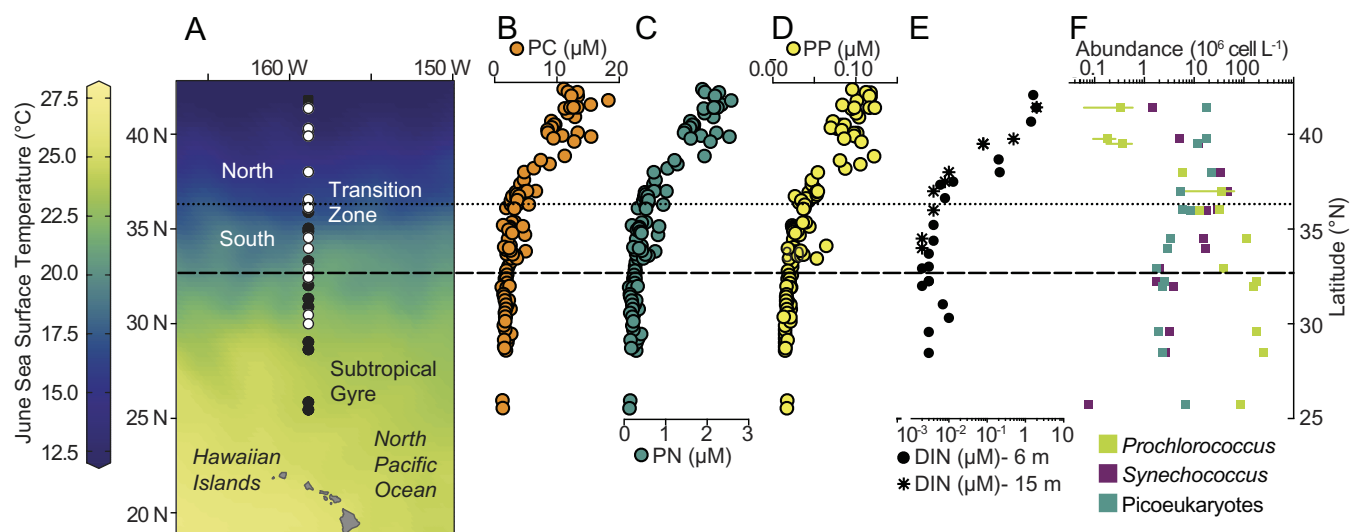 A
B
C
D
E
F
PC (µM)
PP (µM)
Abundance (10⁶ cell L⁻¹)
160 W
150 W
0
10
20
0.00
0.10
0.1
1
10
100
June Sea Surface Temperature (°C)
27.5
25.0
22.5
20.0
17.5
15.0
12.5
40 N
35 N
30 N
25 N
20 N
North
Transition
Zone
South
Subtropical
Gyre
Hawaiian
Islands
North
Pacific
Ocean
40
35
30
25
Latitude (°N)
0
1
2
3
PN (µM)
10⁻³
10⁻²
10⁻¹
1
10
DIN (µM)- 6 m
DIN (µM)- 15 m
Prochlorococcus
Synechococcus
Picoeukaryotes